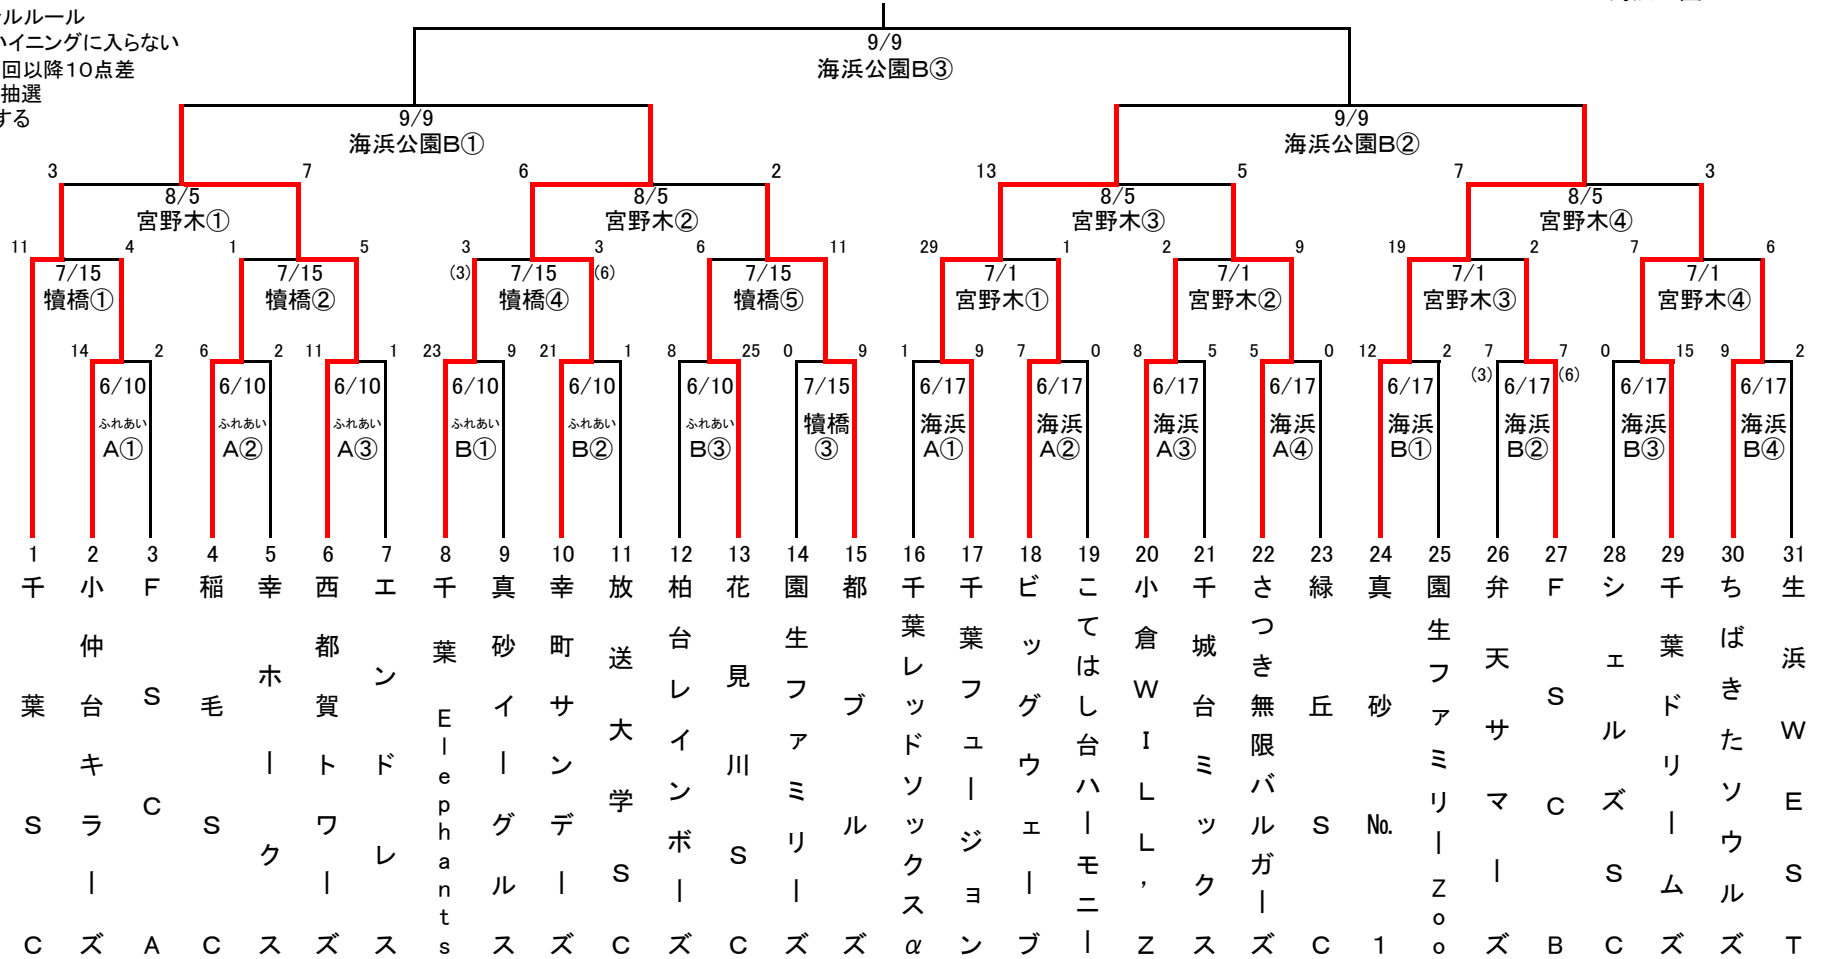 ルルール
ハイニングに入らない
回以降10点差
抽選
する
9/9
海浜公園B③
9/9
海浜公園B①
9/9
海浜公園B②
3 7 6 2 13 5 7 3
8/5 8/5 8/5 8/5
宮野木① 宮野木② 宮野木③ 宮野木④
11 4 1 5 3 3 6 11 29 1 2 9 19 2 7 6
(3) (6)
7/15 7/15 7/15 7/15 7/1 7/1 7/1 7/1
犢橋① 犢橋② 犢橋④ 犢橋⑤ 宮野木① 宮野木② 宮野木③ 宮野木④
14 2 6 2 11 1 23 9 21 1 8 25 0 9 1 9 7 0 8 5 5 0 12 2 7 7 0 15 9 2
(3) (6)
6/10 6/10 6/10 6/10 6/10 6/10 7/15 6/17 6/17 6/17 6/17 6/17 6/17 6/17 6/17
ふれあい ふれあい ふれあい ふれあい ふれあい ふれあい 犢橋 海浜 海浜 海浜 海浜 海浜 海浜 海浜 海浜
A① A② A③ B① B② B③ ③ A① A② A③ A④ B① B② B③ B④
1 千葉SC
2 小仲台キラーズ
3 FSCA
4 稲毛SC
5 幸ホークス
6 西都賀トワーズ
7 エンドレス
8 千葉Elephants
9 真砂イーグルス
10 幸町サンデーズ
11 放送大学SC
12 柏台レインボーズ
13 花見川SC
14 園生ファミリーズ
15 都ブルズ
16 千葉レッドソックスα
17 千葉フュージョン
18 ビッグウェーブ
19 こてはし台ハーモニー
20 小倉WILL’Z
21 千城台ミックス
22 さつき無限バルガーズ
23 緑丘SC
24 真砂№1
25 園生ファミリーZoo
26 弁天サマーズ
27 FSCB
28 シェルズSC
29 千葉ドリームズ
30 ちばきたソウルズ
31 生浜WEST